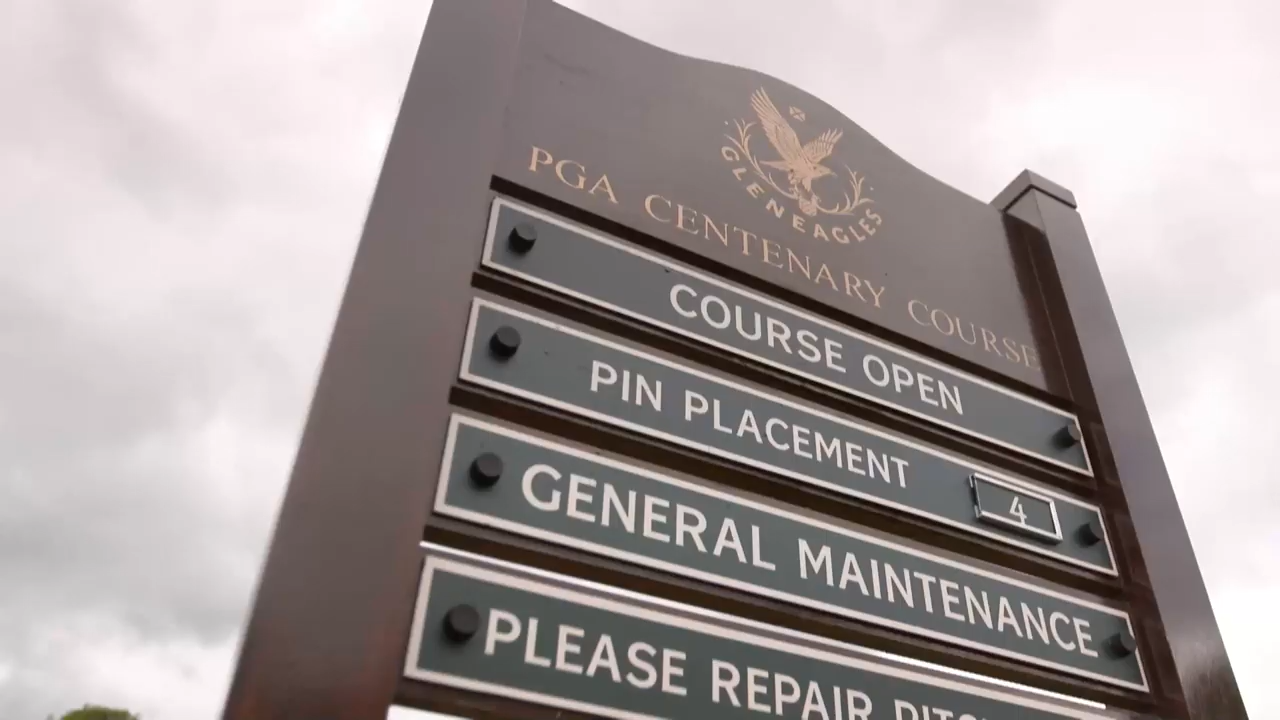 GLENEAGLES
PGA CENTENARY COURSE
COURSE OPEN
PIN PLACEMENT 4
GENERAL MAINTENANCE
PLEASE REPAIR